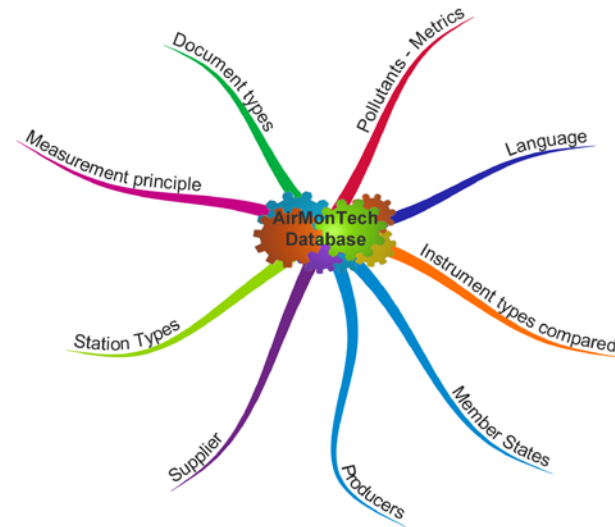 Document types
Pollutants - Metrics
Measurement principle
Language
AirMonTech
Database
Instrument types compared
Station Types
Member States
Supplier
Producers